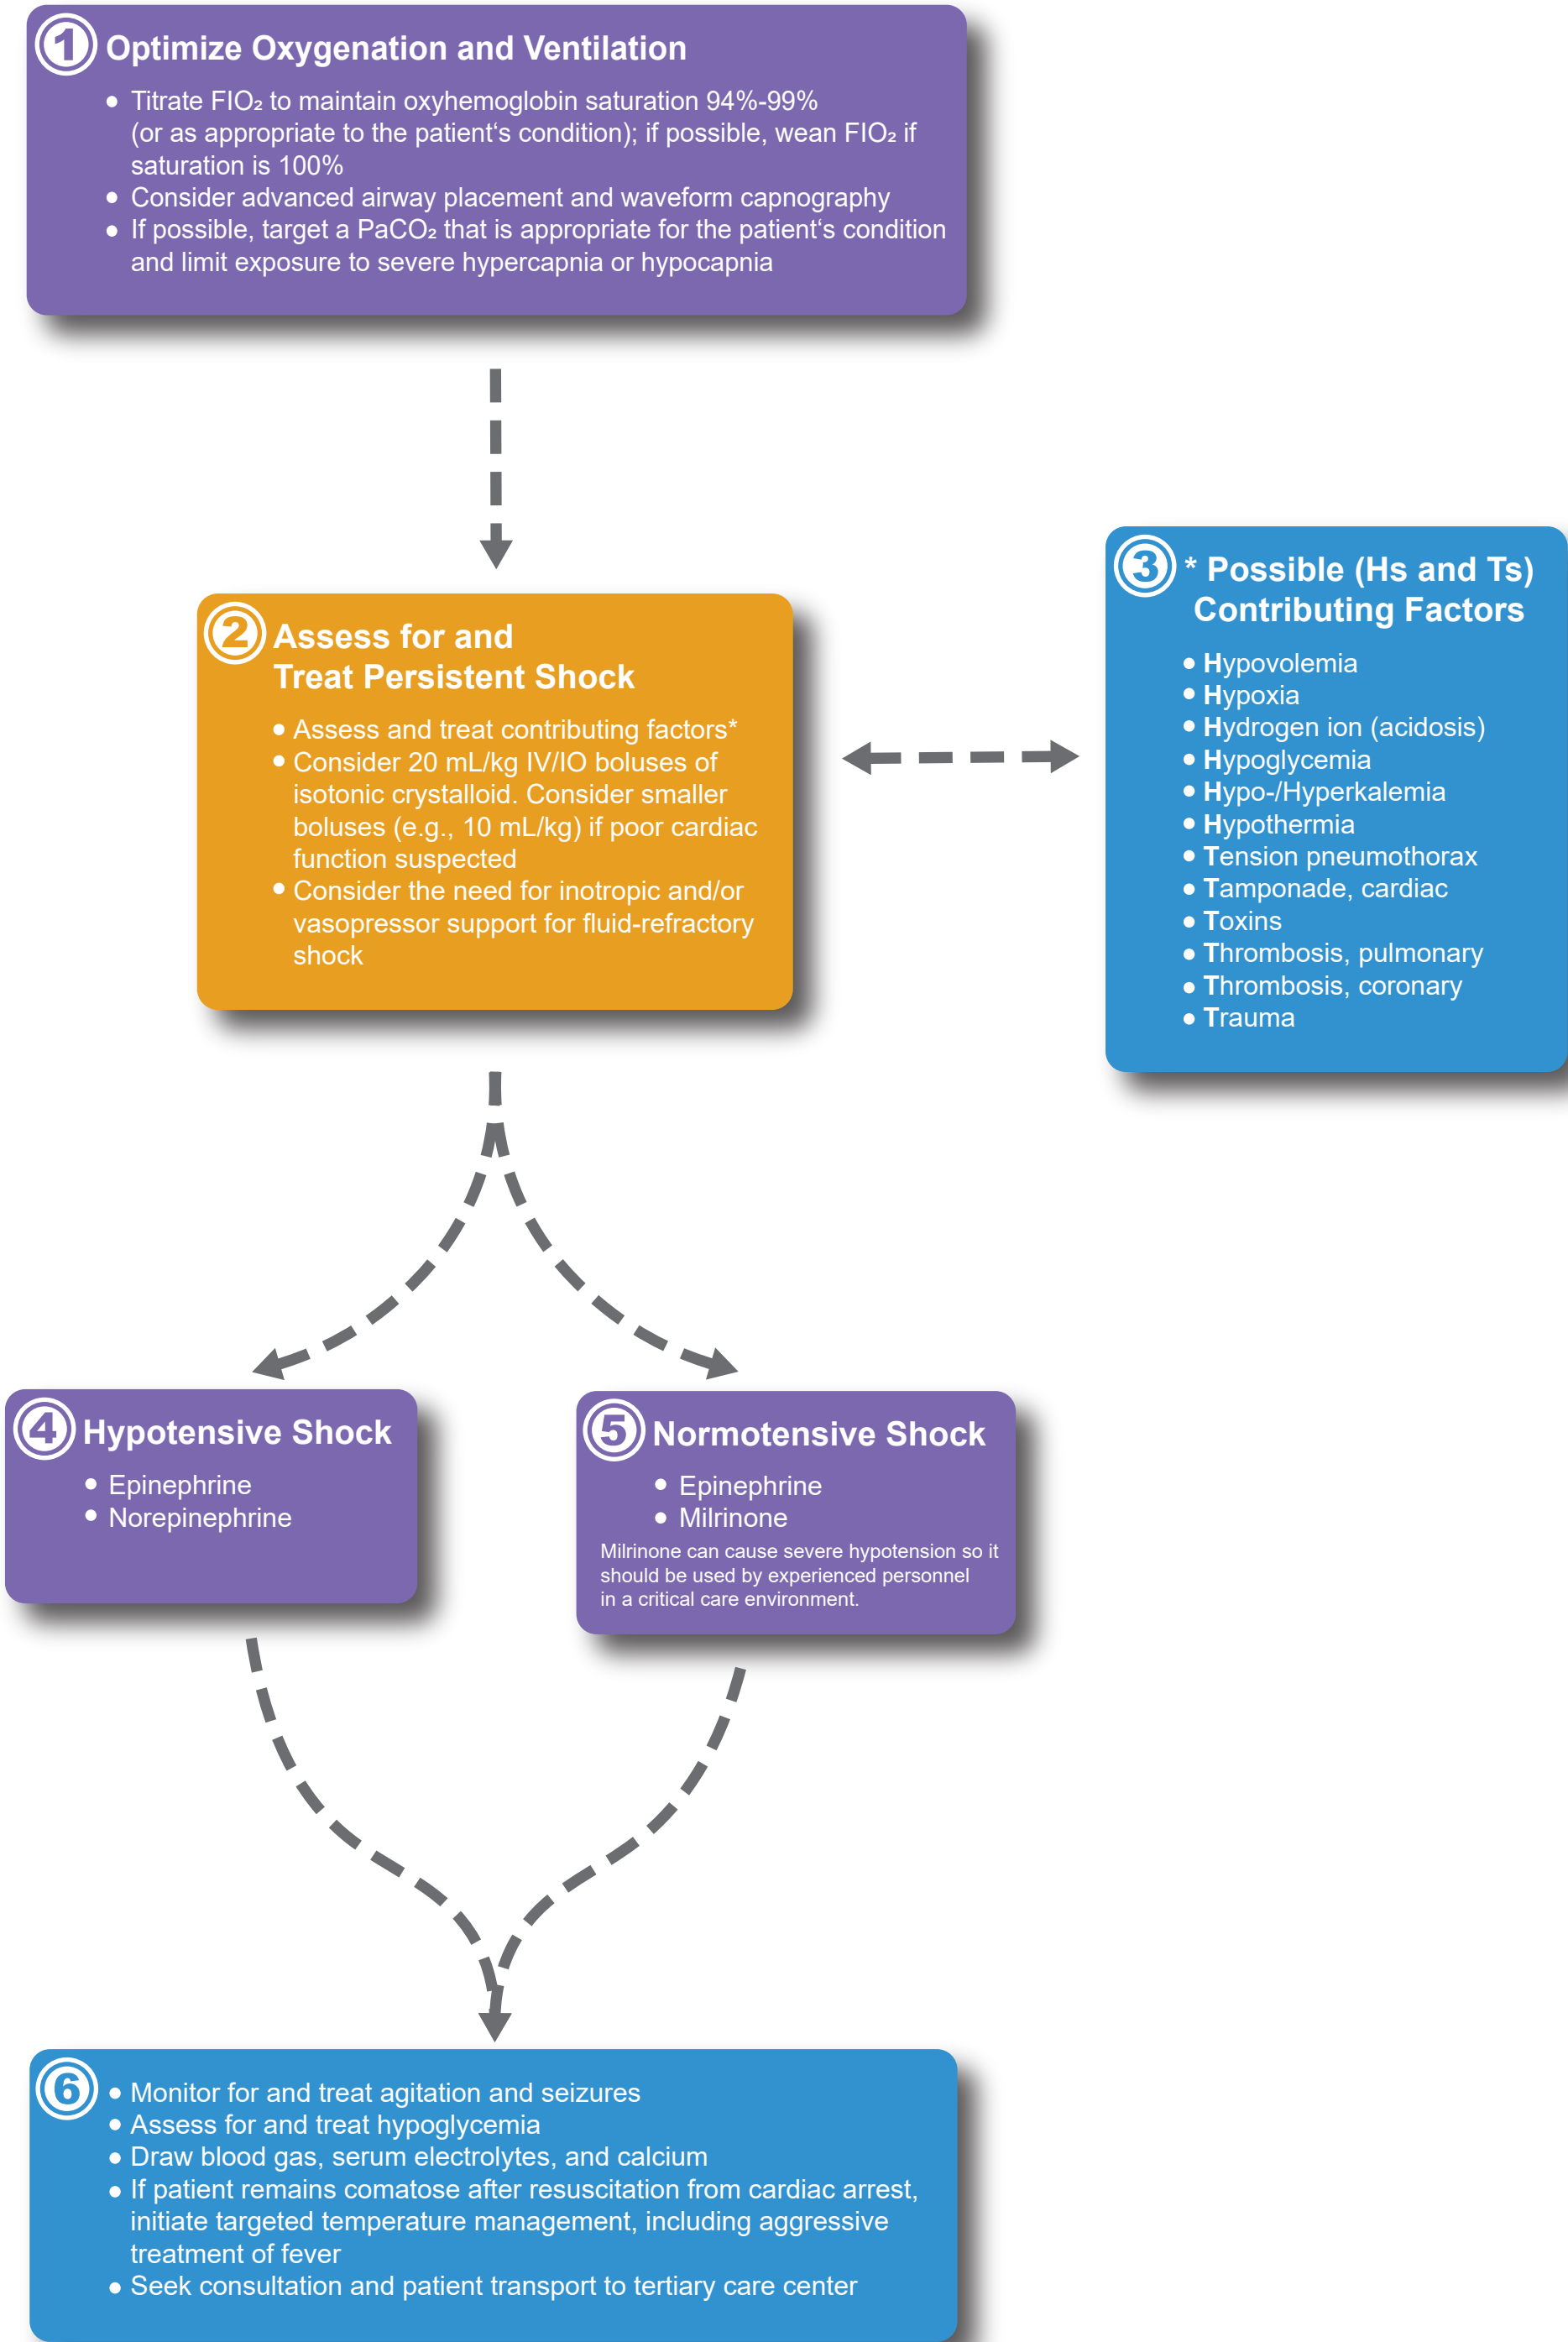 1 Optimize Oxygenation and Ventilation
• Titrate FIO₂ to maintain oxyhemoglobin saturation 94%-99%
(or as appropriate to the patient‘s condition); if possible, wean FIO₂ if
saturation is 100%
• Consider advanced airway placement and waveform capnography
• If possible, target a PaCO₂ that is appropriate for the patient‘s condition
and limit exposure to severe hypercapnia or hypocapnia
2 Assess for and
Treat Persistent Shock
• Assess and treat contributing factors*
• Consider 20 mL/kg IV/IO boluses of
isotonic crystalloid. Consider smaller
boluses (e.g., 10 mL/kg) if poor cardiac
function suspected
• Consider the need for inotropic and/or
vasopressor support for fluid-refractory
shock
3 * Possible (Hs and Ts)
Contributing Factors
• Hypovolemia
• Hypoxia
• Hydrogen ion (acidosis)
• Hypoglycemia
• Hypo-/Hyperkalemia
• Hypothermia
• Tension pneumothorax
• Tamponade, cardiac
• Toxins
• Thrombosis, pulmonary
• Thrombosis, coronary
• Trauma
4 Hypotensive Shock
• Epinephrine
• Norepinephrine
5 Normotensive Shock
• Epinephrine
• Milrinone
Milrinone can cause severe hypotension so it
should be used by experienced personnel
in a critical care environment.
6 • Monitor for and treat agitation and seizures
• Assess for and treat hypoglycemia
• Draw blood gas, serum electrolytes, and calcium
• If patient remains comatose after resuscitation from cardiac arrest,
initiate targeted temperature management, including aggressive
treatment of fever
• Seek consultation and patient transport to tertiary care center